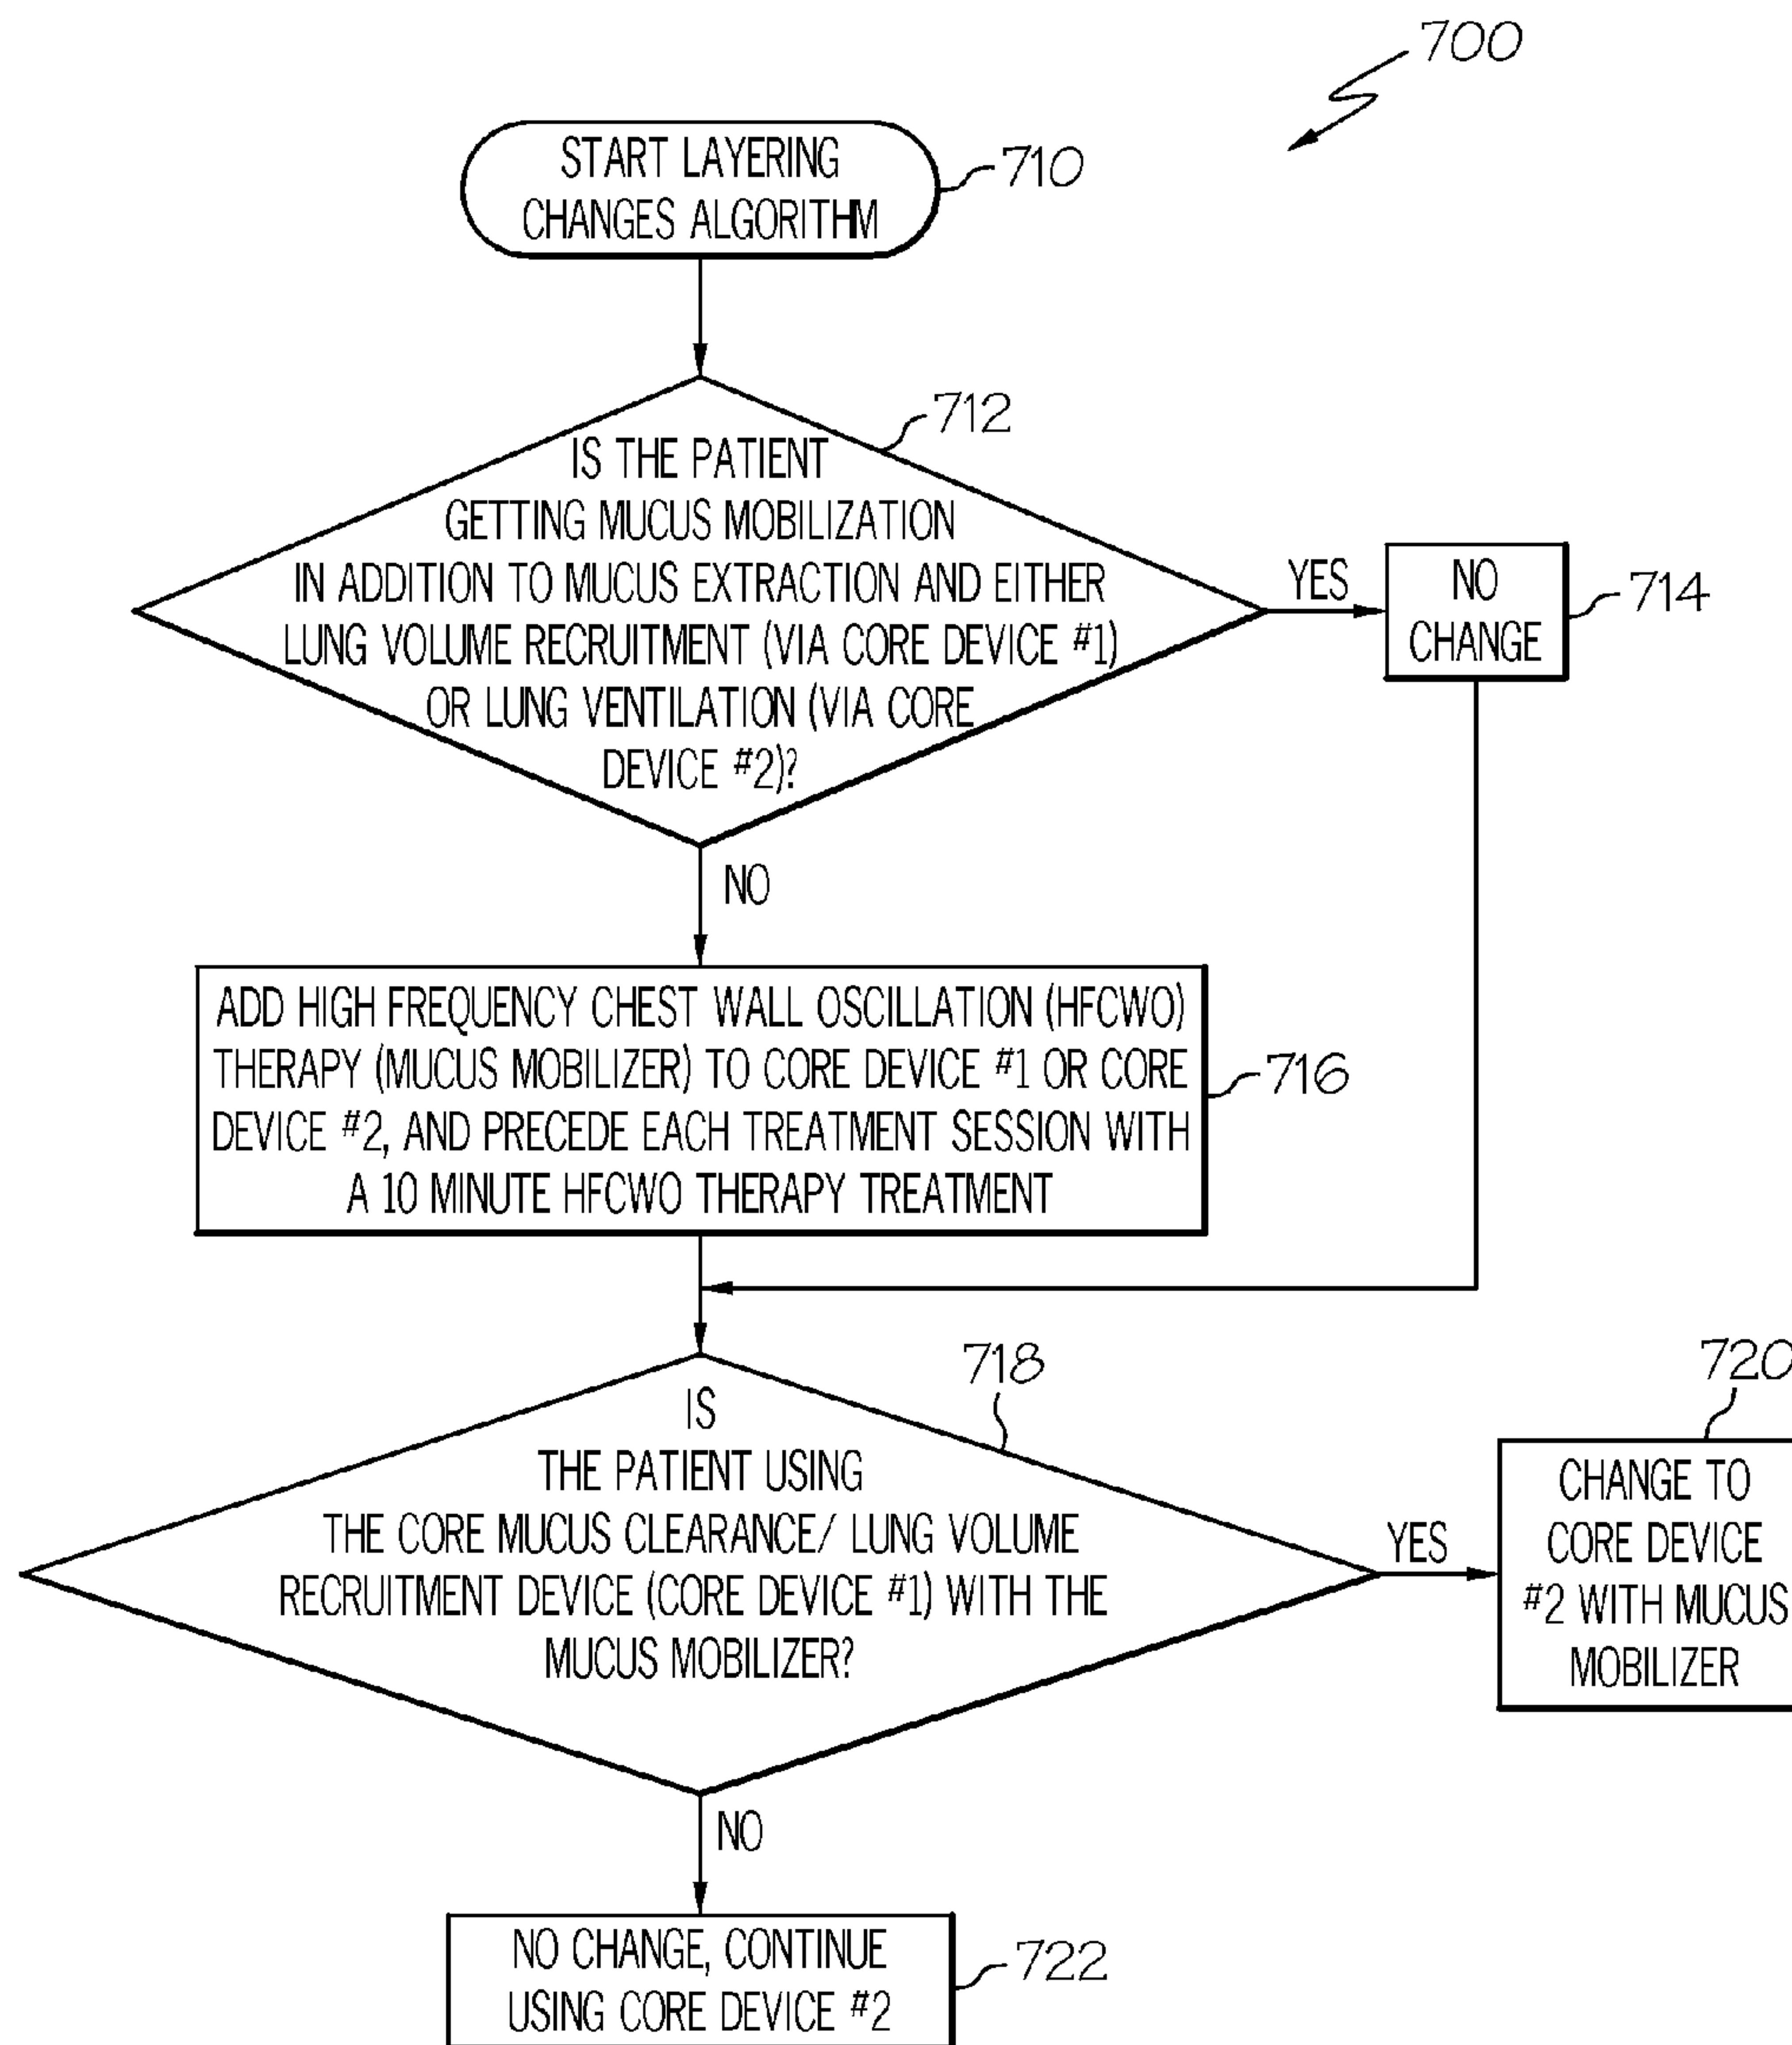 700
START LAYERING
CHANGES ALGORITHM
710
712
IS THE PATIENT
GETTING MUCUS MOBILIZATION
IN ADDITION TO MUCUS EXTRACTION AND EITHER
LUNG VOLUME RECRUITMENT (VIA CORE DEVICE #1)
OR LUNG VENTILATION (VIA CORE
DEVICE #2)?
YES
NO
CHANGE
714
NO
ADD HIGH FREQUENCY CHEST WALL OSCILLATION (HFCWO)
THERAPY (MUCUS MOBILIZER) TO CORE DEVICE #1 OR CORE
DEVICE #2, AND PRECEDE EACH TREATMENT SESSION WITH
A 10 MINUTE HFCWO THERAPY TREATMENT
716
718
IS
THE PATIENT USING
THE CORE MUCUS CLEARANCE/ LUNG VOLUME
RECRUITMENT DEVICE (CORE DEVICE #1) WITH THE
MUCUS MOBILIZER?
YES
720
CHANGE TO
CORE DEVICE
#2 WITH MUCUS
MOBILIZER
NO
NO CHANGE, CONTINUE
USING CORE DEVICE #2
722